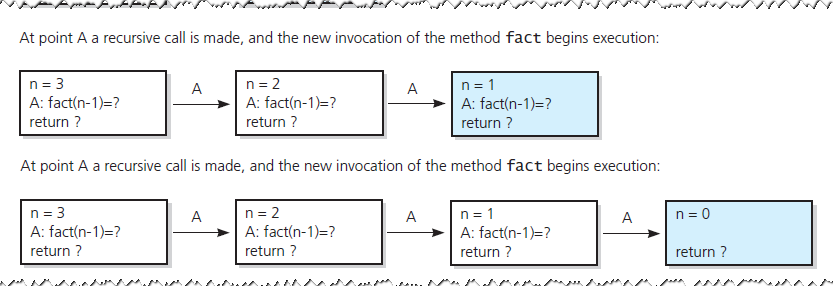 At point A a recursive call is made, and the new invocation of the method fact begins execution:
n = 3 A n = 2 A n = 1
A: fact(n-1)=? A: fact(n-1)=? A: fact(n-1)=?
return ? return ? return ?
At point A a recursive call is made, and the new invocation of the method fact begins execution:
n = 3 A n = 2 A n = 1 A n = 0
A: fact(n-1)=? A: fact(n-1)=? A: fact(n-1)=?
return ? return ? return ? return ?